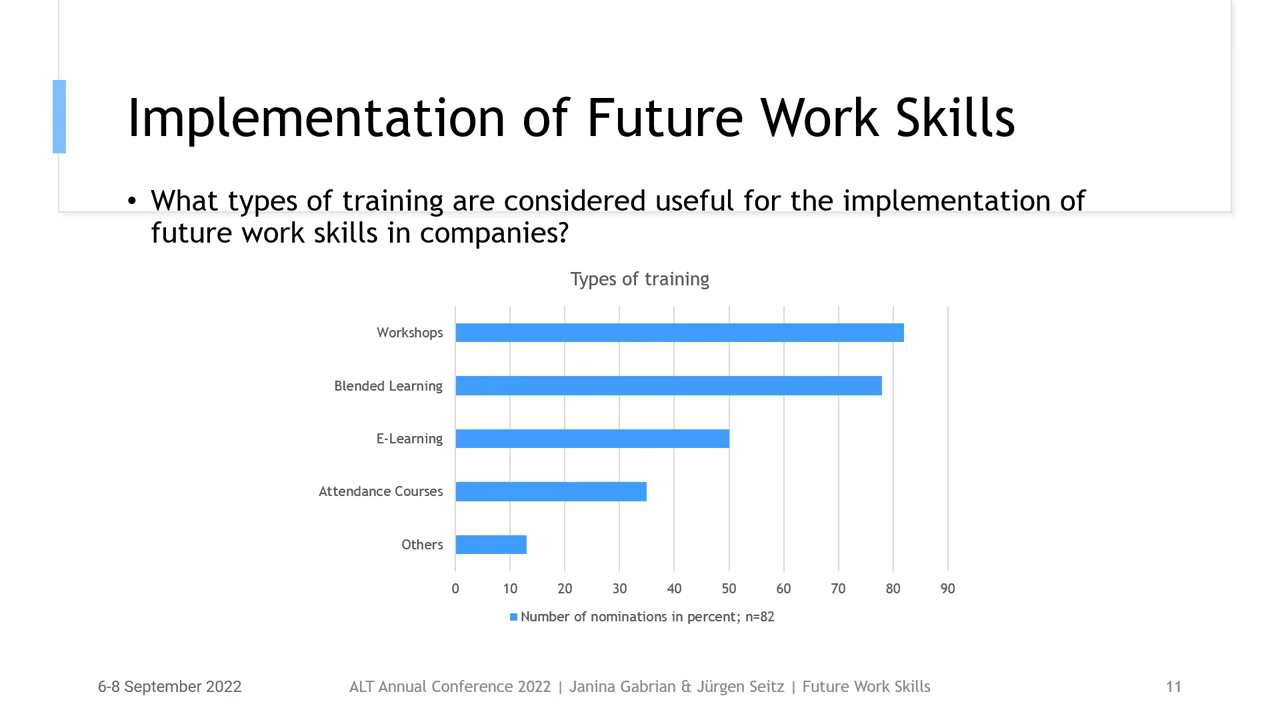 Implementation of Future Work Skills
• What types of training are considered useful for the implementation of
future work skills in companies?
Types of training
Workshops
Blended Learning
E-Learning
Attendance Courses
Others
0 10 20 30 40 50 60 70 80 90
Number of nominations in percent; n=82
6-8 September 2022 ALT Annual Conference 2022 | Janina Gabrian & Jürgen Seitz | Future Work Skills 11